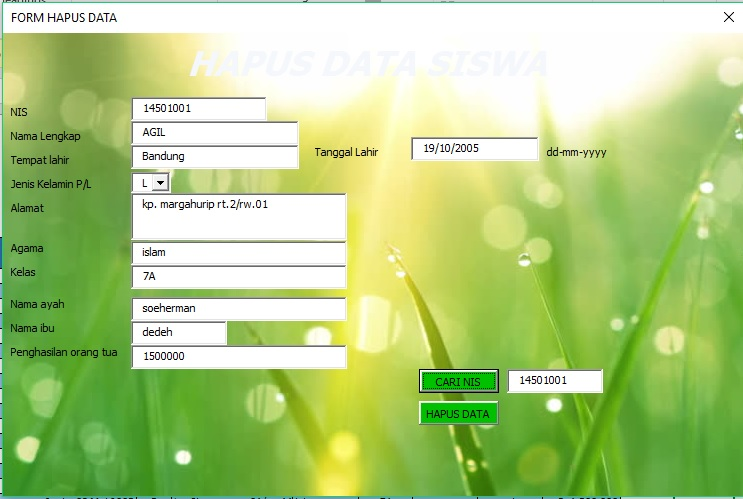 FORM HAPUS DATA
HAPUS DATA SISWA
NIS 14501001
Nama Lengkap AGIL
Tempat lahir Bandung Tanggal Lahir 19/10/2005 dd-mm-yyyy
Jenis Kelamin P/L L
Alamat kp. margahurip rt.2/rw.01
Agama islam
Kelas 7A
Nama ayah soeherman
Nama ibu dedeh
Penghasilan orang tua 1500000
CARI NIS 14501001
HAPUS DATA